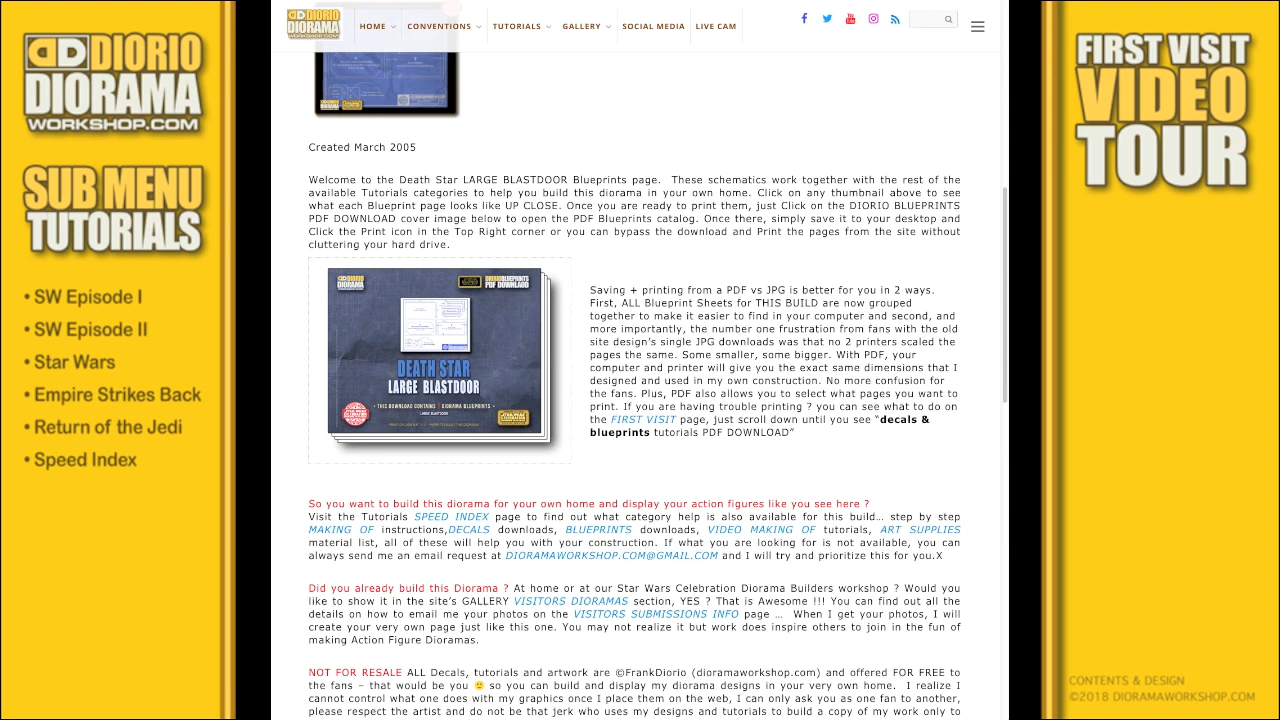 DIORIO
DIORAMA
WORKSHOP.COM
SUB MENU
TUTORIALS
• SW Episode I
• SW Episode II
• Star Wars
• Empire Strikes Back
• Return of the Jedi
• Speed Index
DIORIO
DIORAMA
WORKSHOP.COM
HOME
CONVENTIONS
TUTORIALS
GALLERY
SOCIAL MEDIA
LIVE CAM
Created March 2005
Welcome to the Death Star LARGE BLASTDOOR Blueprints page. These schematics work together with the rest of the
available Tutorials categories to help you build this diorama in your own home. Click on any thumbnail above to see
what each Blueprint page looks like UP CLOSE. Once you are ready to print them, just Click on the DIORIO BLUEPRINTS
PDF DOWNLOAD cover image below to open the PDF Blueprints catalog. Once there, simply save it to your desktop and
Click the Print icon in the Top Right corner or you can bypass the download and Print the pages from the site without
cluttering your hard drive.
DIORIO
DIORAMA
DIORIOBLUEPRINTS
PDF DOWNLOAD
DEATH STAR
LARGE BLASTDOOR
LARGE BLASTDOOR
Saving + printing from a PDF vs JPG is better for you in 2 ways.
First, ALL Blueprint Sheets for THIS BUILD are now grouped
together to make it easier to find in your computer and second, and
more importantly, the number one frustration from fans with the old
site design's single JPG downloads was that no 2 printers scaled the
pages the same. Some smaller, some bigger. With PDF, your
computer and printer will give you the exact same dimensions that I
designed and used in my own construction. No more confusion for
the fans. Plus, PDF also allows you to select what pages you want to
print. If you are having trouble printing ? you can see what to do on
the FIRST VISIT page, just scroll down until you see “decals &
blueprints tutorials PDF DOWNLOAD”
So you want to build this diorama for your own home and display your action figures like you see here ?
Visit the Tutorials SPEED INDEX page to find out what category help is also available for this build… step by step
MAKING OF instructions,DECALS downloads, BLUEPRINTS downloads, VIDEO MAKING OF tutorials, ART SUPPLIES
material list, all of these will help you with your construction. If what you are looking for is not available, you can
always send me an email request at DIORAMAWORKSHOP.COM@GMAIL.COM and I will try and prioritize this for you.X
Did you already build this Diorama ? At home or at our Star Wars Celebration Diorama Builders workshop ? Would you
like to show it in the site's GALLERY VISITORS DIORAMAS section, YES ? That is Awesome !!! You can find out all the
details on how to email me your photos on the VISITORS SUBMISSIONS INFO page … When I get your photos, I will
create your very own page just like this one. You may not realize it but work does inspire others to join in the fun of
making Action Figure Dioramas.
NOT FOR RESALE ALL Decals, tutorials and artwork are ©FrankDiorio (dioramaworkshop.com) and offered FOR FREE to
the fans – that would be you 🙂 so you can build and display my diorama designs in your very own home. I realize I
cannot control what one does with my graphics once I place them on the web, I can only ask you as one fan to another,
please respect the artist and do not be that jerk who uses my designs and tutorials to build a copy of my work only to
FIRST VISIT
VIDEO
TOUR
CONTENTS & DESIGN
©2018 DIORAMAWORKSHOP.COM